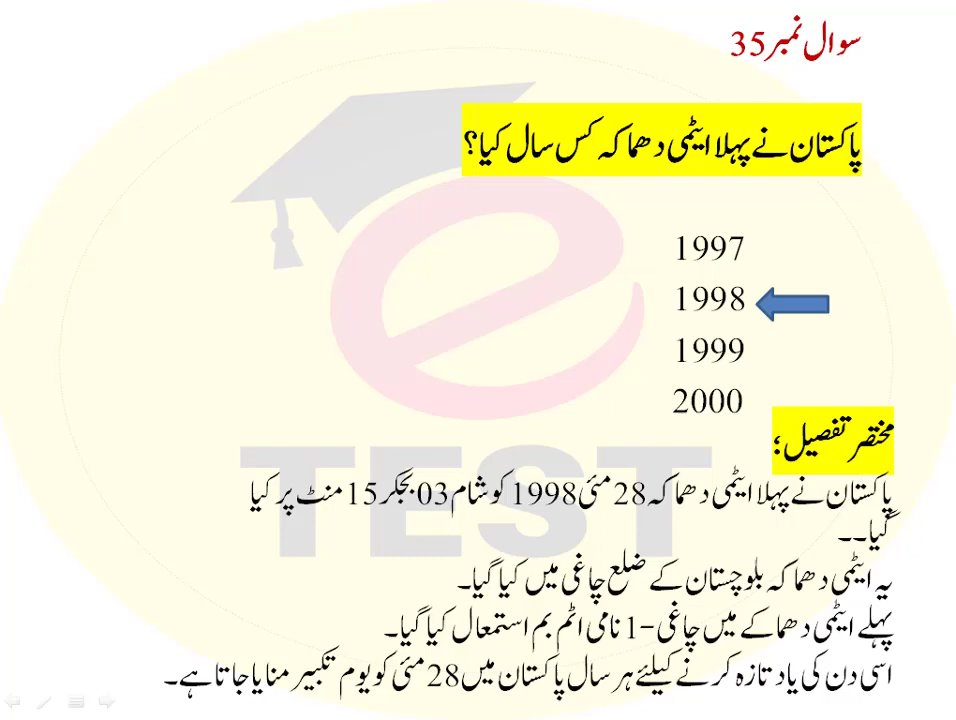 سوال نمبر 35
پاکستان نے پہلا ایٹمی دھماکہ کس سال کیا؟
1997
1998
1999
2000
مختصر تفصیل؛
پاکستان نے پہلا ایٹمی دھماکہ 28 مئی 1998 کو شام 03 بجکر 15 منٹ پر کیا
گیا۔۔
یہ ایٹمی دھماکہ بلوچستان کے ضلع چاغی میں کیا گیا۔
پہلے ایٹمی دھماکے میں چاغی-1 نامی اٹم بم استمعال کیا گیا۔
اسی دن کی یاد تازہ کرنے کیلئے ہر سال پاکستان میں 28 مئی کو یوم تکبیر منایا جاتا ہے۔
e
TEST